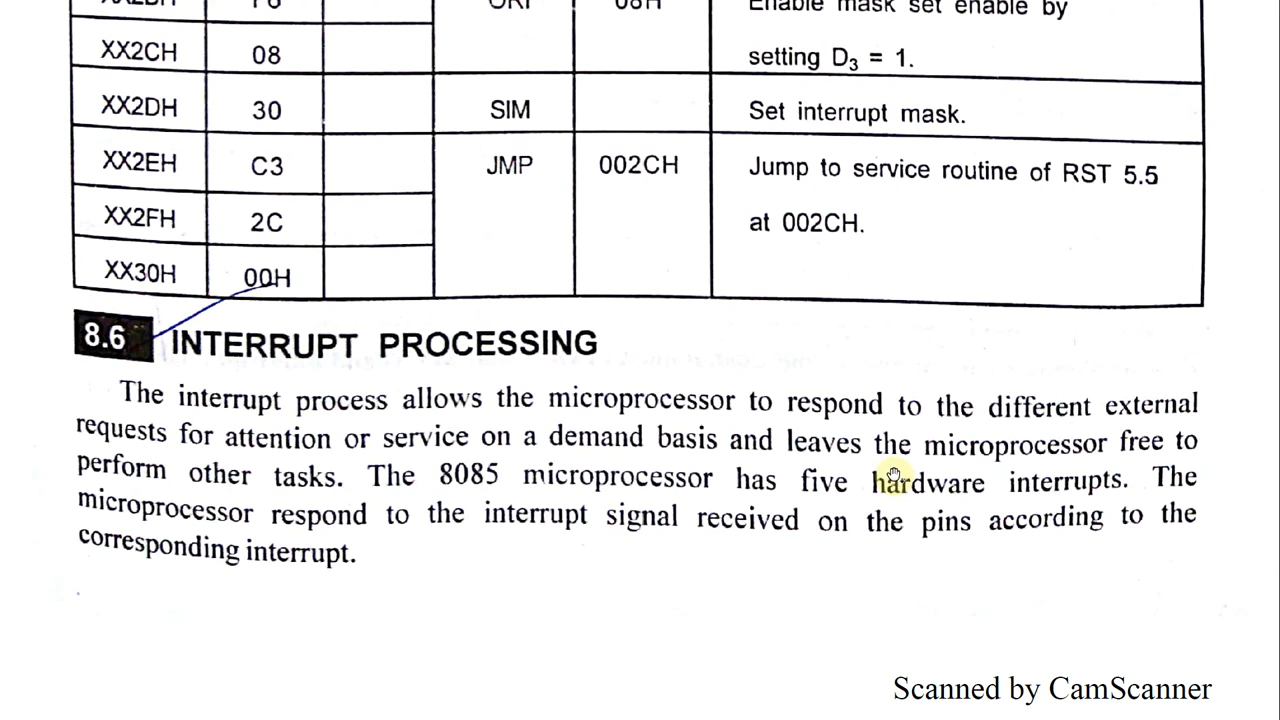 XX2CH 08 setting D3 = 1.
XX2DH 30 SIM Set interrupt mask.
XX2EH C3 JMP 002CH Jump to service routine of RST 5.5
XX2FH 2C at 002CH.
XX30H 00H
8.6 INTERRUPT PROCESSING
The interrupt process allows the microprocessor to respond to the different external
requests for attention or service on a demand basis and leaves the microprocessor free to
perform other tasks. The 8085 microprocessor has five hardware interrupts. The
microprocessor respond to the interrupt signal received on the pins according to the
corresponding interrupt.
Scanned by CamScanner